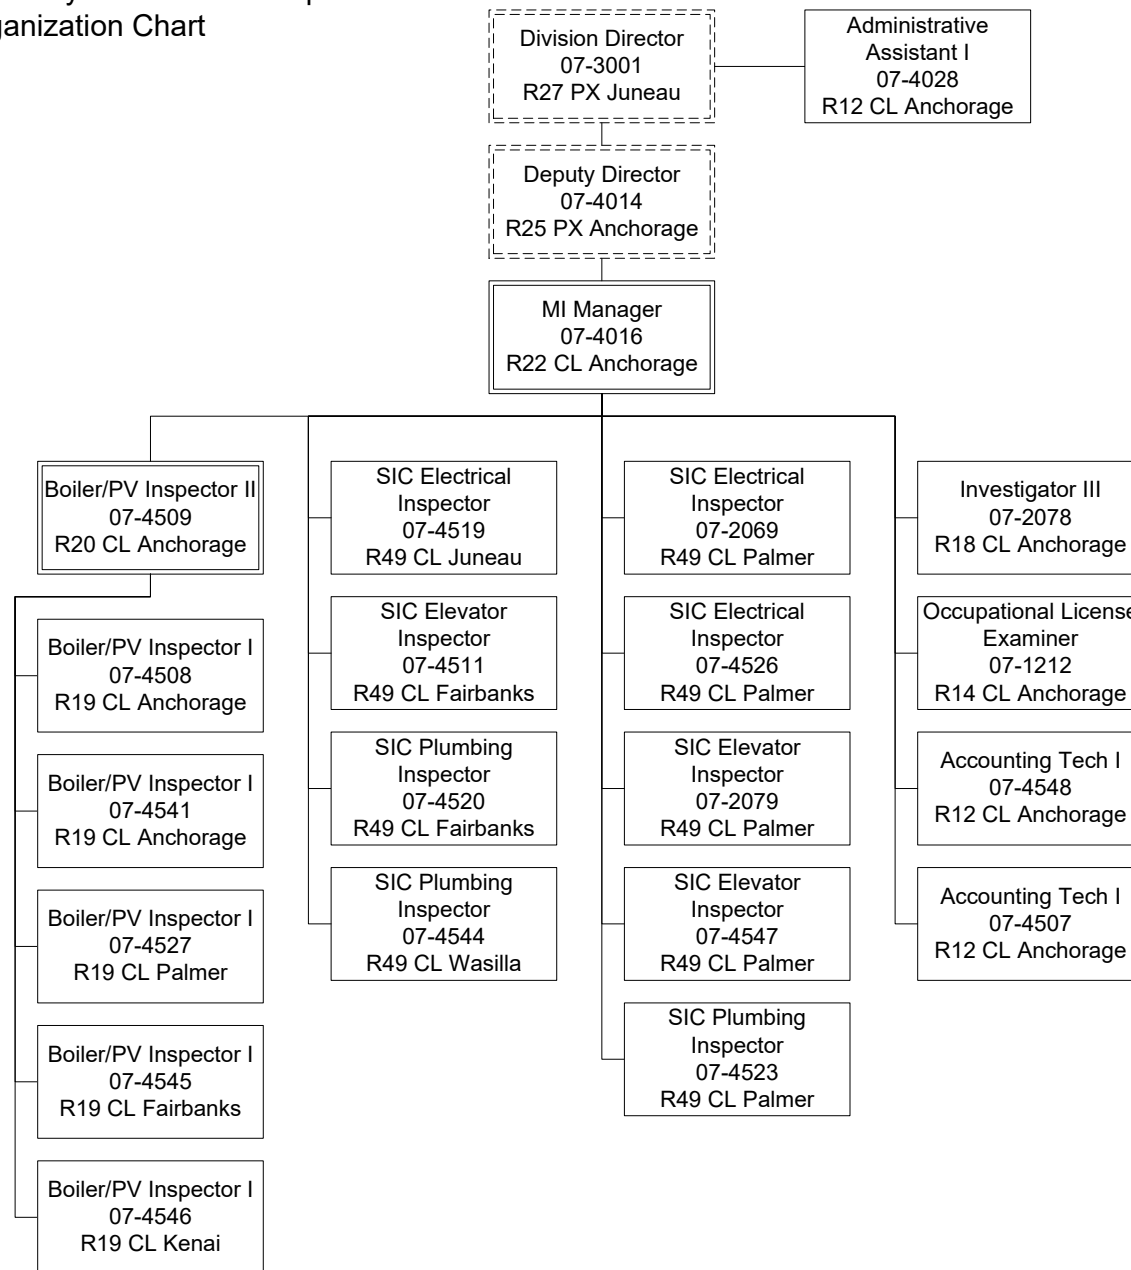 ganization Chart
Division Director
07-3001
R27 PX Juneau
Administrative
Assistant I
07-4028
R12 CL Anchorage
Deputy Director
07-4014
R25 PX Anchorage
MI Manager
07-4016
R22 CL Anchorage
Boiler/PV Inspector II
07-4509
R20 CL Anchorage
Boiler/PV Inspector I
07-4508
R19 CL Anchorage
Boiler/PV Inspector I
07-4541
R19 CL Anchorage
Boiler/PV Inspector I
07-4527
R19 CL Palmer
Boiler/PV Inspector I
07-4545
R19 CL Fairbanks
Boiler/PV Inspector I
07-4546
R19 CL Kenai
SIC Electrical
Inspector
07-4519
R49 CL Juneau
SIC Elevator
Inspector
07-4511
R49 CL Fairbanks
SIC Plumbing
Inspector
07-4520
R49 CL Fairbanks
SIC Plumbing
Inspector
07-4544
R49 CL Wasilla
SIC Electrical
Inspector
07-2069
R49 CL Palmer
SIC Electrical
Inspector
07-4526
R49 CL Palmer
SIC Elevator
Inspector
07-2079
R49 CL Palmer
SIC Elevator
Inspector
07-4547
R49 CL Palmer
SIC Plumbing
Inspector
07-4523
R49 CL Palmer
Investigator III
07-2078
R18 CL Anchorage
Occupational License
Examiner
07-1212
R14 CL Anchorage
Accounting Tech I
07-4548
R12 CL Anchorage
Accounting Tech I
07-4507
R12 CL Anchorage